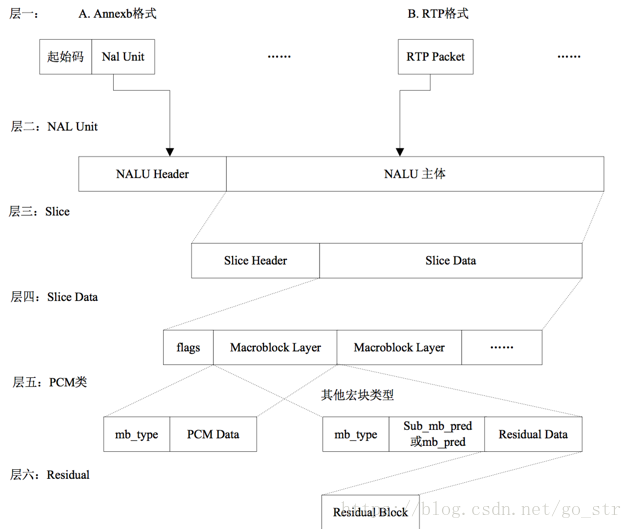 层一： A. Annexb格式 B. RTP格式
起始码 Nal Unit …… RTP Packet ……
层二：NAL Unit
NALU Header NALU 主体
层三：Slice
Slice Header Slice Data
层四：Slice Data
flags Macroblock Layer Macroblock Layer ……
层五：PCM类
其他宏块类型
mb_type PCM Data mb_type Sub_mb_pred
或mb_pred Residual Data
层六：Residual
Residual Block
https://blog.csdn.net/go_str